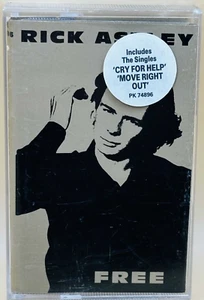 RICK ASTLEY
Includes
The Singles
'CRY FOR HELP'
'MOVE RIGHT
OUT'
PK 74896
FREE